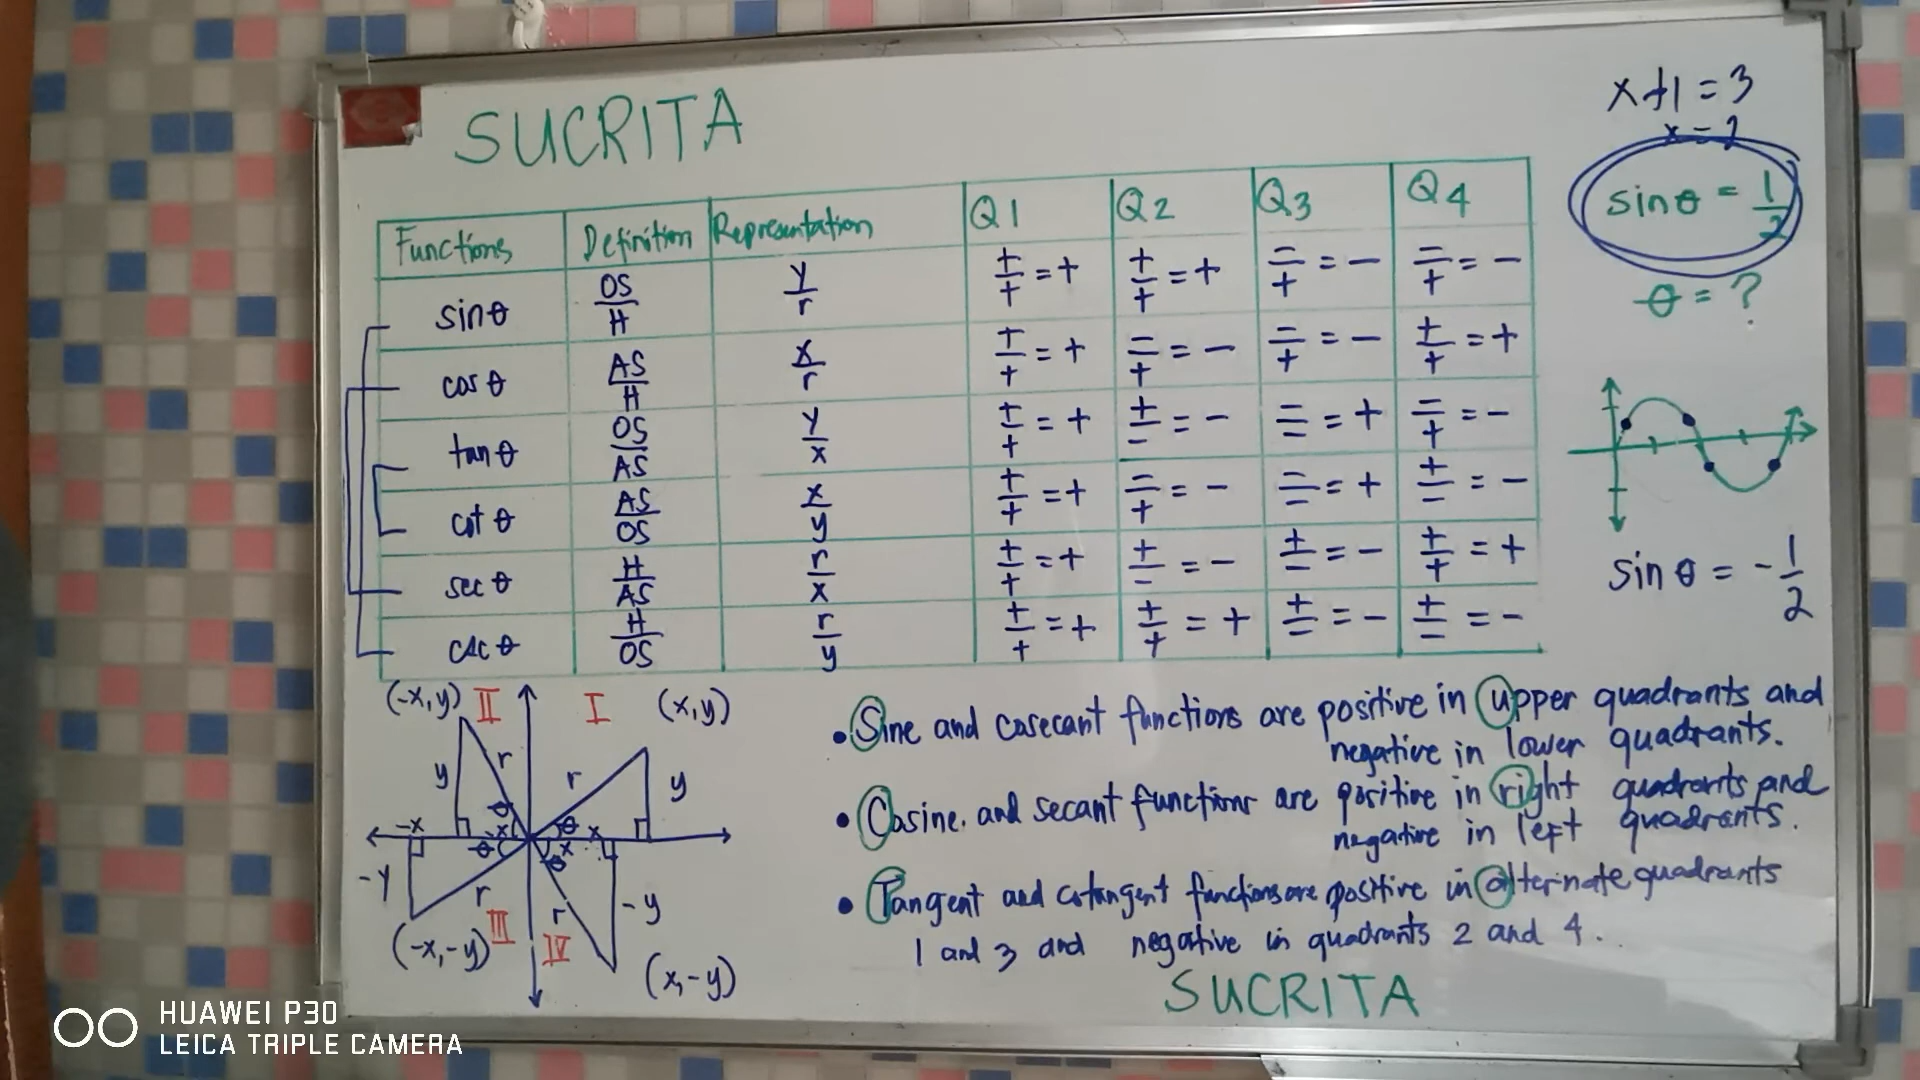 SUCRITA
x+1=3
x=2
sinθ = 1/2
θ = ?
Functions Definition Representation Q1 Q2 Q3 Q4
sinθ OS/H y/r +/+=+ +/+=+ -/+=- -/+=-
cosθ AS/H x/r +/+=+ -/+=- -/+=- +/+=+
tanθ OS/AS y/x +/+=+ +/-=- -/-=+ -/+=-
cotθ AS/OS x/y +/+=+ -/+=- -/-=+ +/-=-
secθ H/AS r/x +/+=+ +/-=- +/-=- +/+=+
cscθ H/OS r/y +/+=+ +/+=+ +/-=- +/-=-
sinθ = -1/2
(-x,y) II I (x,y)
y r r y
θ -x θ x
-x θ θ x
-y r r -y
(-x,-y) III IV (x,-y)
• Sine and cosecant functions are positive in upper quadrants and
negative in lower quadrants.
• Cosine and secant functions are positive in right quadrants and
negative in left quadrants.
• Tangent and cotangent functions are positive in alternate quadrants
1 and 3 and negative in quadrants 2 and 4.
SUCRITA
HUAWEI P30
LEICA TRIPLE CAMERA